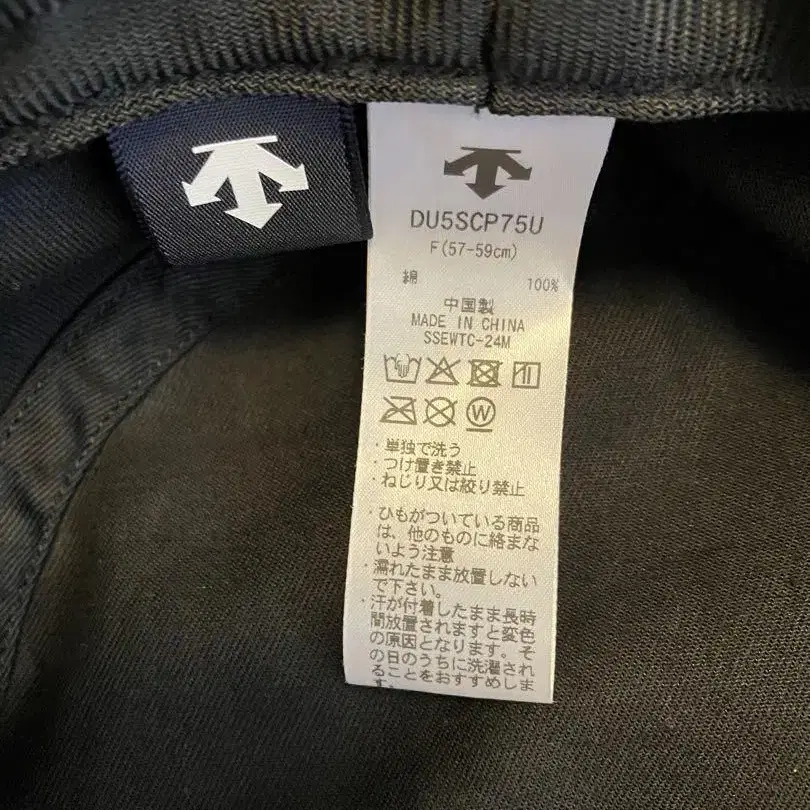 DU5SCP75U
F(57-59cm)
綿 100%
中国製
MADE IN CHINA
SSEWTC-24M
W
・単独で洗う
・つけ置き禁止
・ねじり又は絞り禁止
・ひもがついている商品
は、他のものに絡まな
いよう注意
・濡れたまま放置しない
で下さい。
・汗が付着したまま長時
間放置されますと変色
の原因となります。そ
の日のうちに洗濯され
ることをおすすめしま
す。